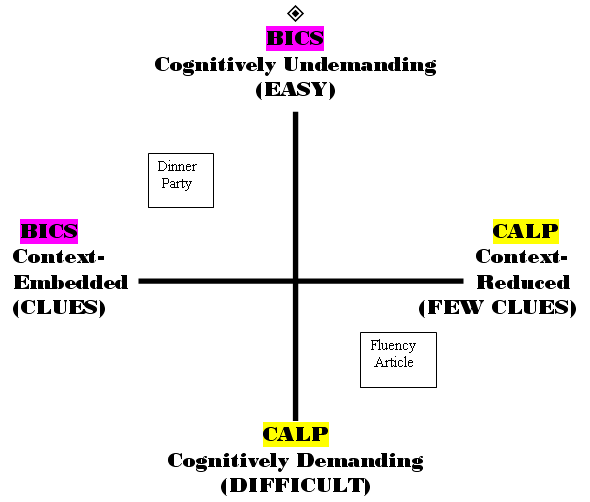 BICS
Cognitively Undemanding
(EASY)
Dinner
Party
BICS
Context-
Embedded
(CLUES)
CALP
Context-
Reduced
(FEW CLUES)
Fluency
Article
CALP
Cognitively Demanding
(DIFFICULT)